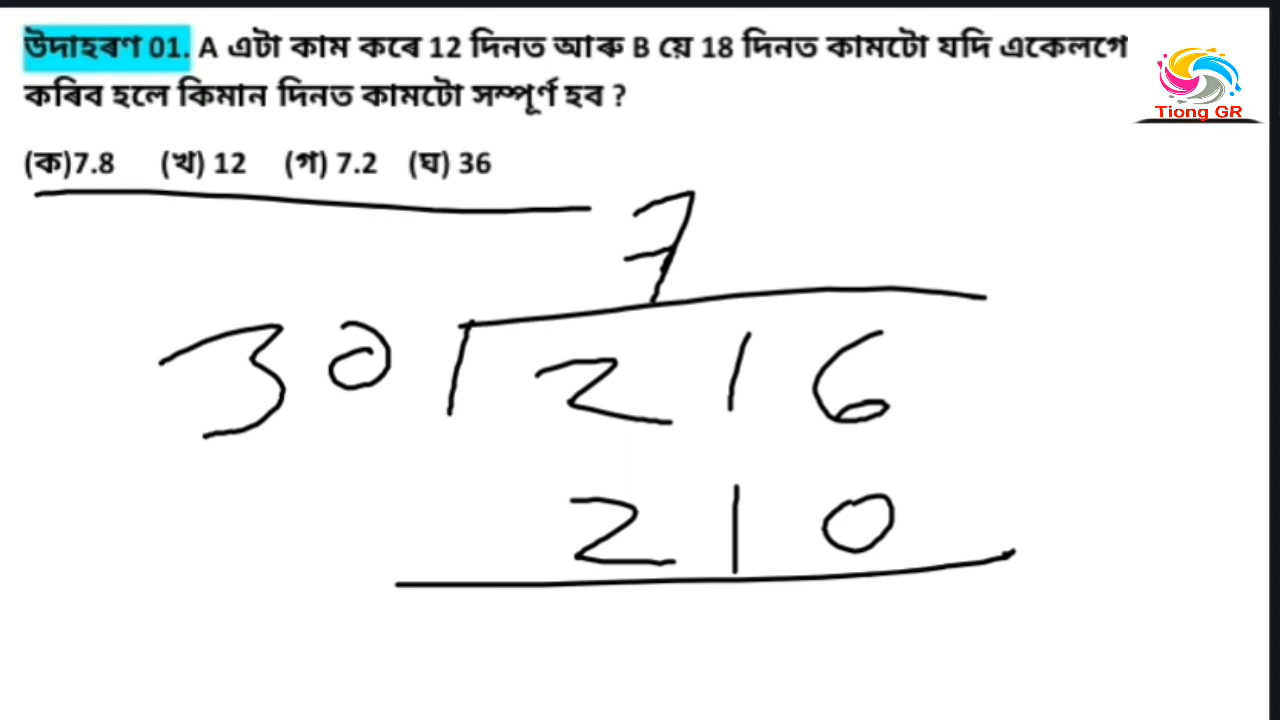 উদাহৰণ 01. A এটা কাম কৰে 12 দিনত আৰু B য়ে 18 দিনত কামটো যদি একেলগে
কৰিব হলে কিমান দিনত কামটো সম্পূৰ্ণ হব ?
Tiong GR
(ক)7.8 (খ) 12 (গ) 7.2 (ঘ) 36
7
30 216
210